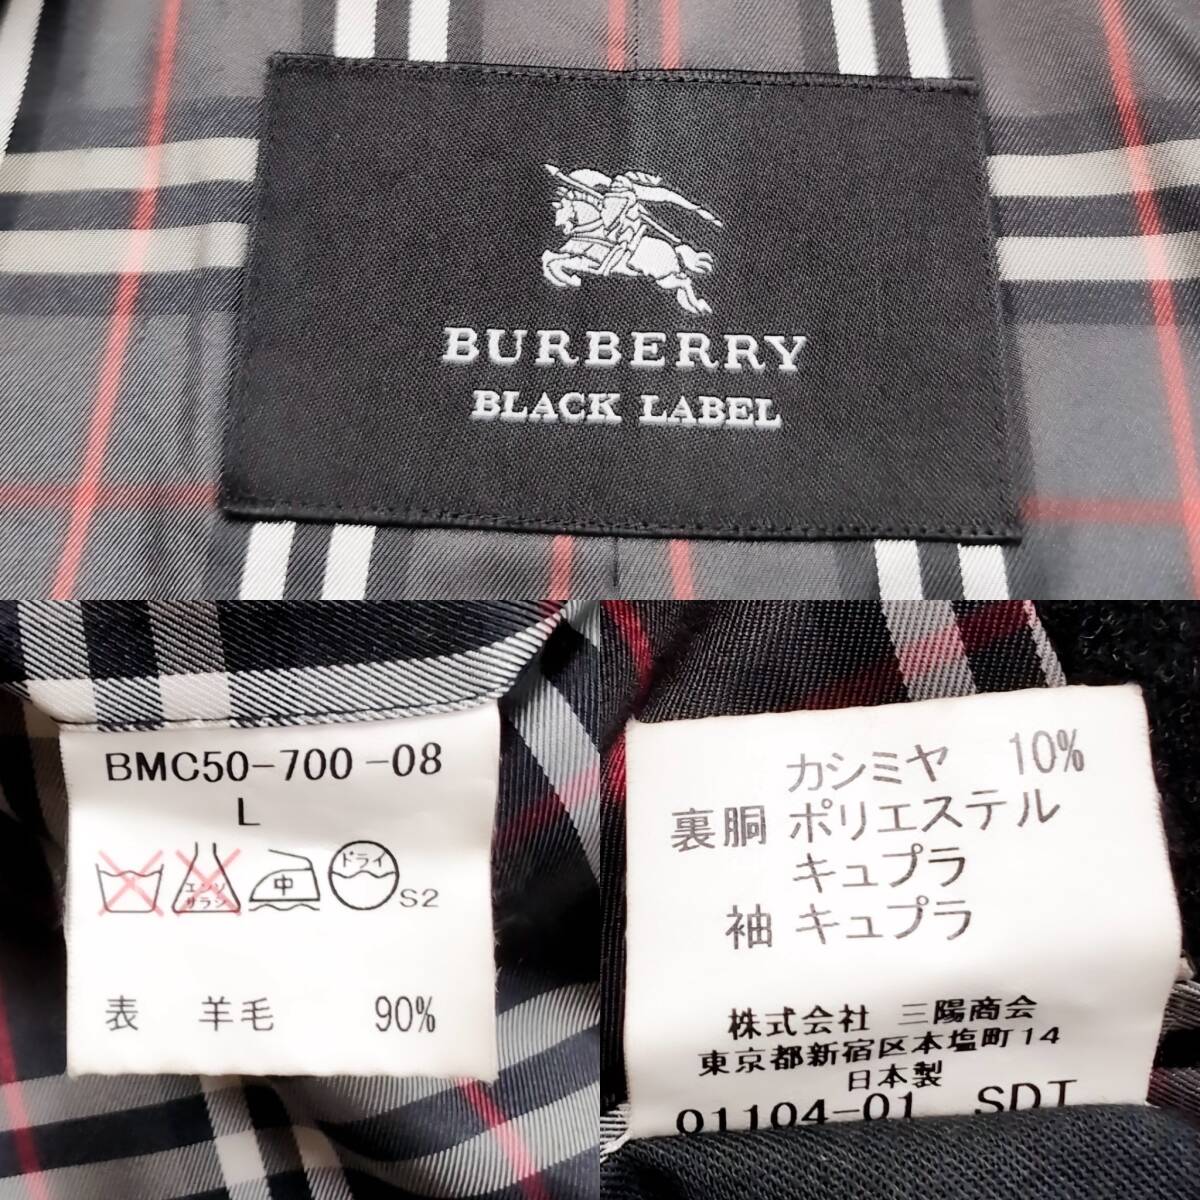 BURBERRY
BLACK LABEL
BMC50-700-08
L
エンソ
サラシ
中
ドライ
S2
表 羊毛 90%
カシミヤ 10%
裏胴 ポリエステル
キュプラ
袖 キュプラ
株式会社 三陽商会
東京都新宿区本塩町14
日本製
01104-01 SDT